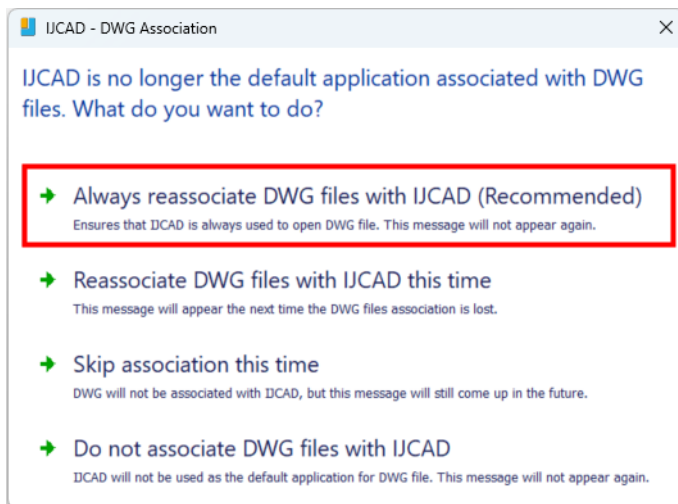 IJCAD - DWG Association
IJCAD is no longer the default application associated with DWG
files. What do you want to do?
Always reassociate DWG files with IJCAD (Recommended)
Ensures that IJCAD is always used to open DWG file. This message will not appear again.
Reassociate DWG files with IJCAD this time
This message will appear the next time the DWG files association is lost.
Skip association this time
DWG will not be associated with IJCAD, but this message will still come up in the future.
Do not associate DWG files with IJCAD
IJCAD will not be used as the default application for DWG file. This message will not appear again.